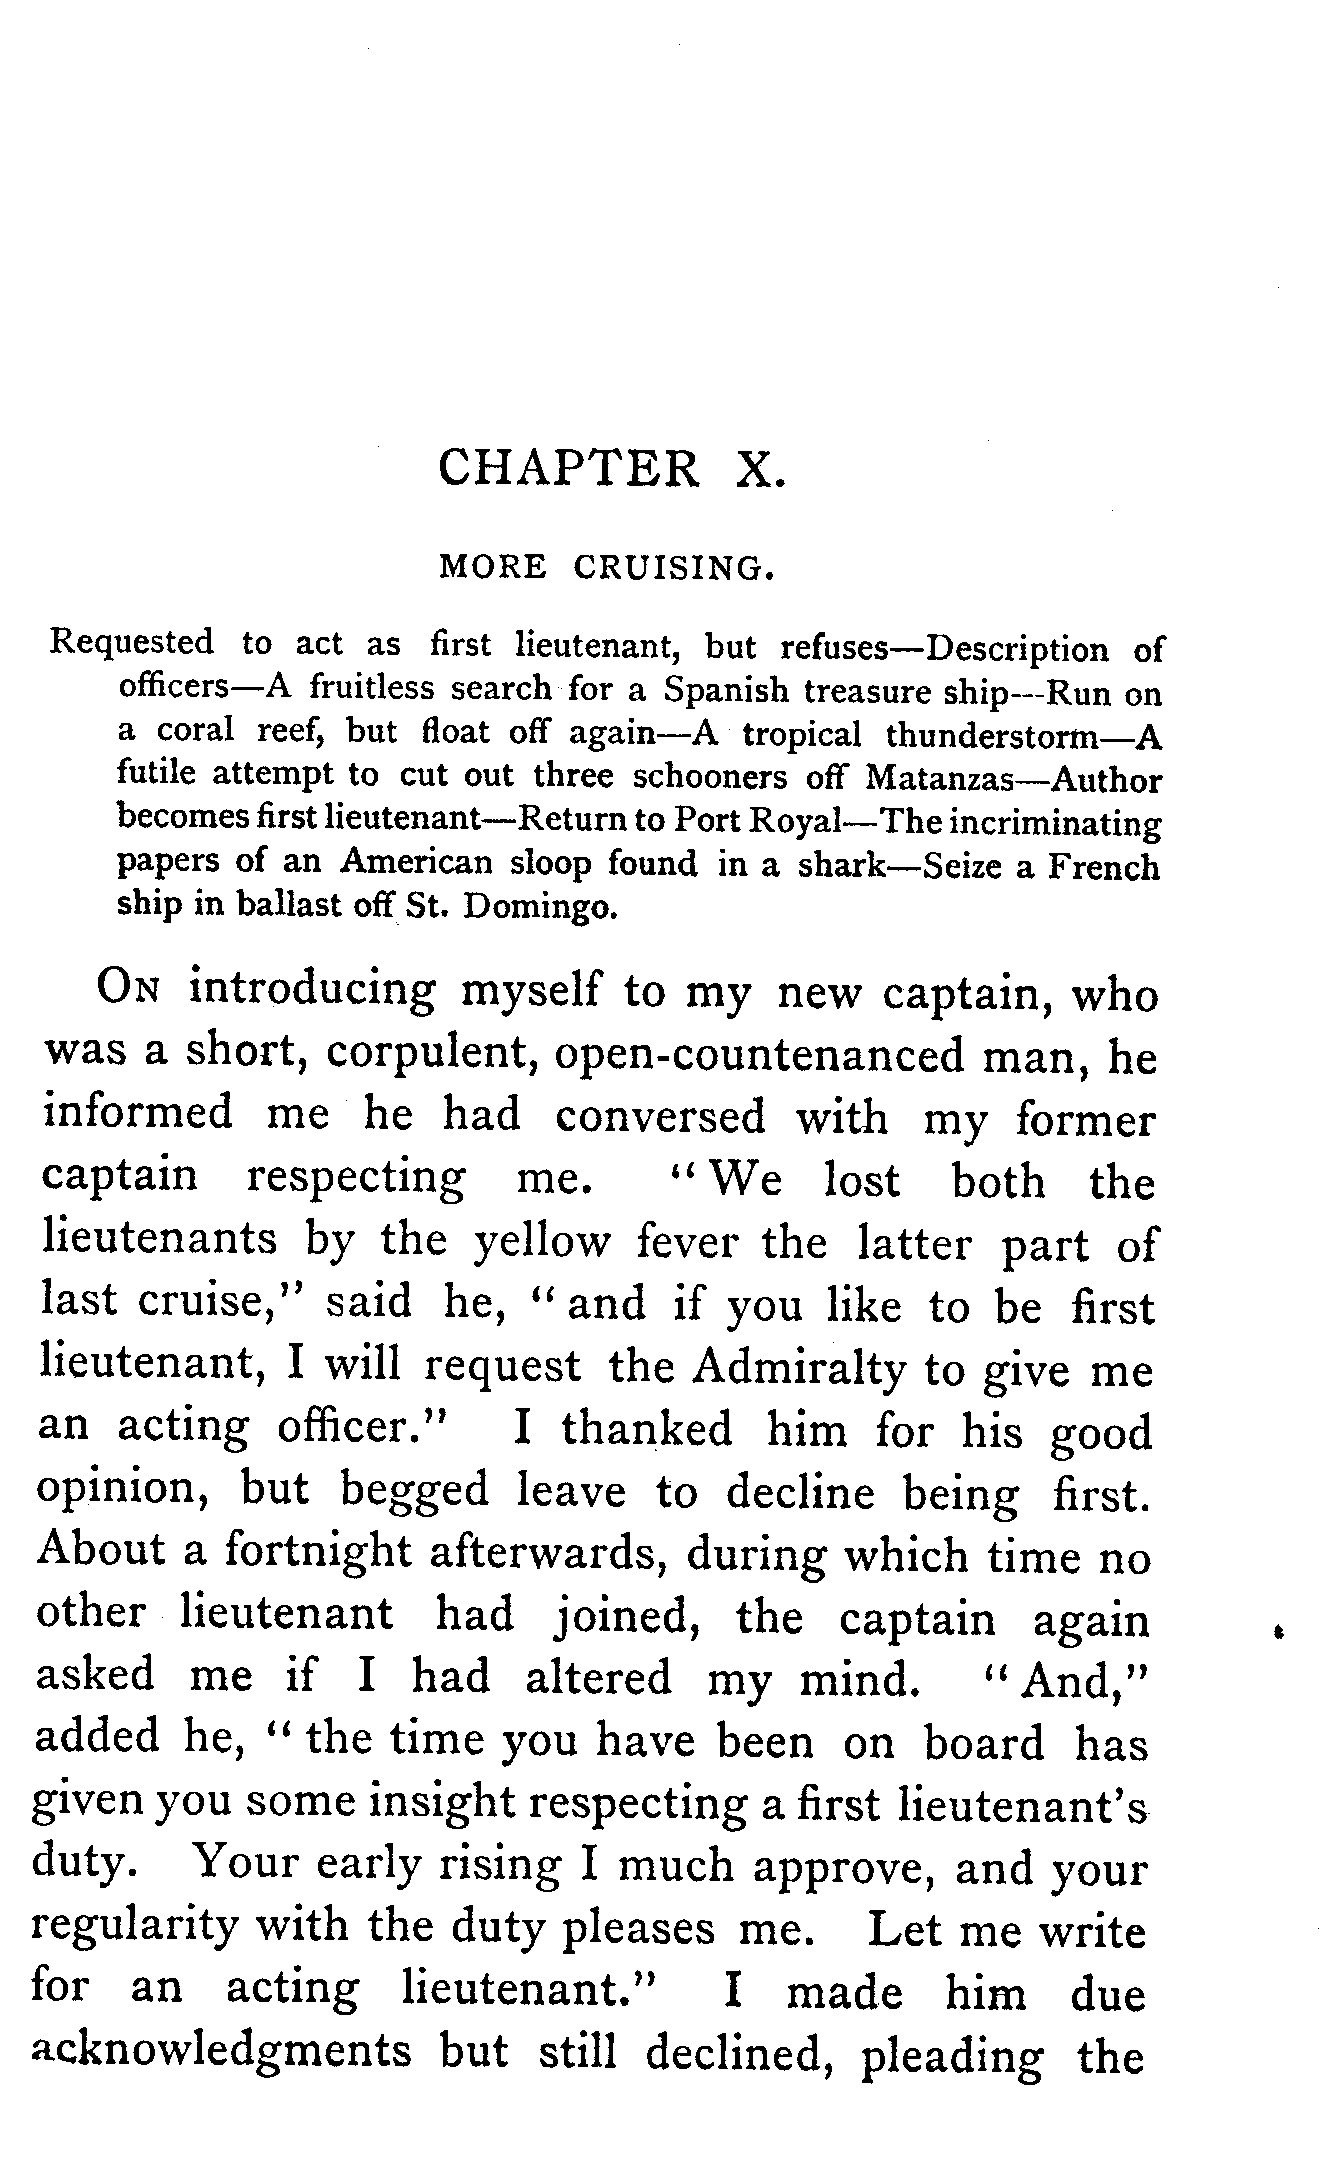 CHAPTER X.
MORE CRUISING.
Requested to act as first lieutenant, but refuses—Description of
officers—A fruitless search for a Spanish treasure ship—Run on
a coral reef, but float off again—A tropical thunderstorm—A
futile attempt to cut out three schooners off Matanzas—Author
becomes first lieutenant—Return to Port Royal—The incriminating
papers of an American sloop found in a shark—Seize a French
ship in ballast off St. Domingo.
ON introducing myself to my new captain, who
was a short, corpulent, open-countenanced man, he
informed me he had conversed with my former
captain respecting me. "We lost both the
lieutenants by the yellow fever the latter part of
last cruise," said he, "and if you like to be first
lieutenant, I will request the Admiralty to give me
an acting officer." I thanked him for his good
opinion, but begged leave to decline being first.
About a fortnight afterwards, during which time no
other lieutenant had joined, the captain again
asked me if I had altered my mind. "And,"
added he, "the time you have been on board has
given you some insight respecting a first lieutenant's
duty. Your early rising I much approve, and your
regularity with the duty pleases me. Let me write
for an acting lieutenant." I made him due
acknowledgments but still declined, pleading the